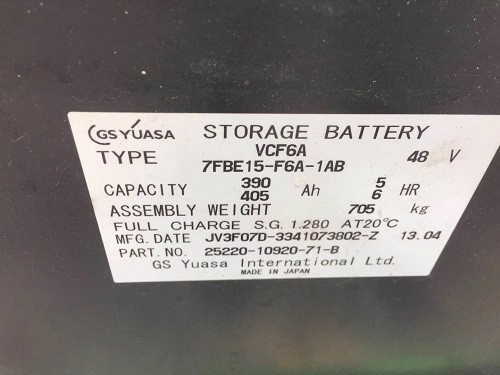 GS YUASA STORAGE BATTERY
VCF6A
TYPE 7FBE15-F6A-1AB 48 V
390 5
CAPACITY 405 Ah 6 HR
ASSEMBLY WEIGHT 705 kg
FULL CHARGE S.G. 1.280 AT20℃
MFG. DATE JV3F07D-3341073802-Z 13.04
PART. NO. 25220-10920-71-B
GS Yuasa International Ltd.
MADE IN JAPAN